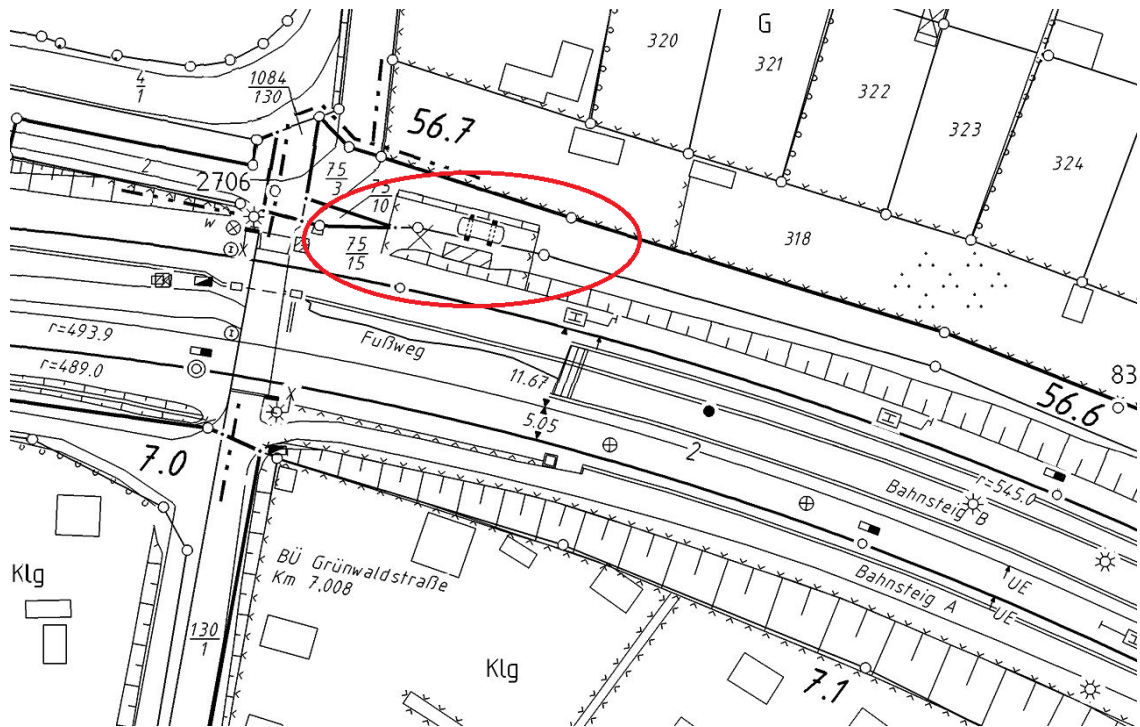 320
G
321
322
323
324
4
1
1084
130
56.7
2
2706
75
3
75
10
318
w
75
15
r=493.9
Fußweg
r=489.0
11.67
83
56.6
5.05
7.0
2
r=545.0
Bahnsteig B
BÜ Grünwaldstraße
Km 7,008
Bahnsteig A
UE
UE
Klg
130
1
Klg
7.1